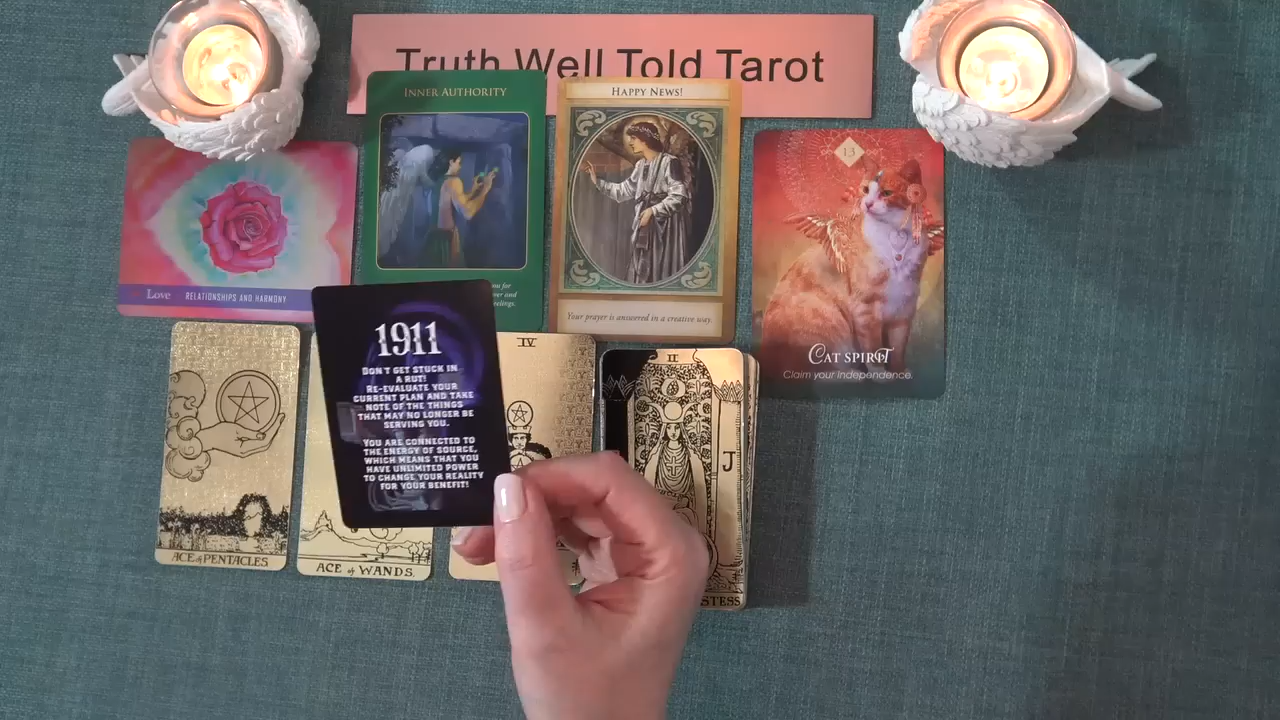 Truth Well Told Tarot
INNER AUTHORITY
HAPPY NEWS!
13
Love RELATIONSHIPS AND HARMONY
for
and
Your prayer is answered in a creative way.
CAT SPIRIT
Claim your Independence.
1911
DON'T GET STUCK IN
A RUT!
RE-EVALUATE YOUR
CURRENT PLAN AND TAKE
NOTE OF THE THINGS
THAT MAY NO LONGER BE
SERVING YOU.
YOU ARE CONNECTED TO
THE ENERGY OF SOURCE,
WHICH MEANS THAT YOU
HAVE UNLIMITED POWER
TO CHANGE YOUR REALITY
FOR YOUR BENEFIT!
IV
II
J
ACE of PENTACLES
ACE of WANDS.